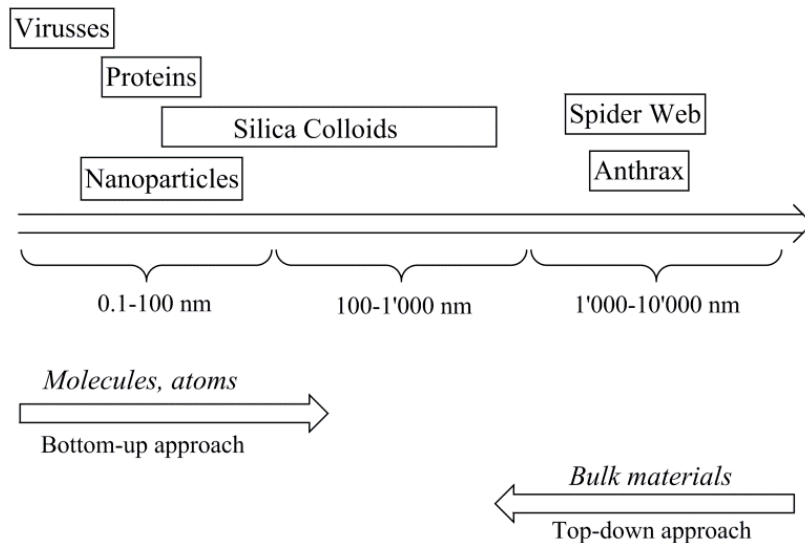 Virusses
Proteins
Silica Colloids
Spider Web
Nanoparticles
Anthrax
0.1-100 nm
100-1'000 nm
1'000-10'000 nm
Molecules, atoms
Bottom-up approach
Bulk materials
Top-down approach